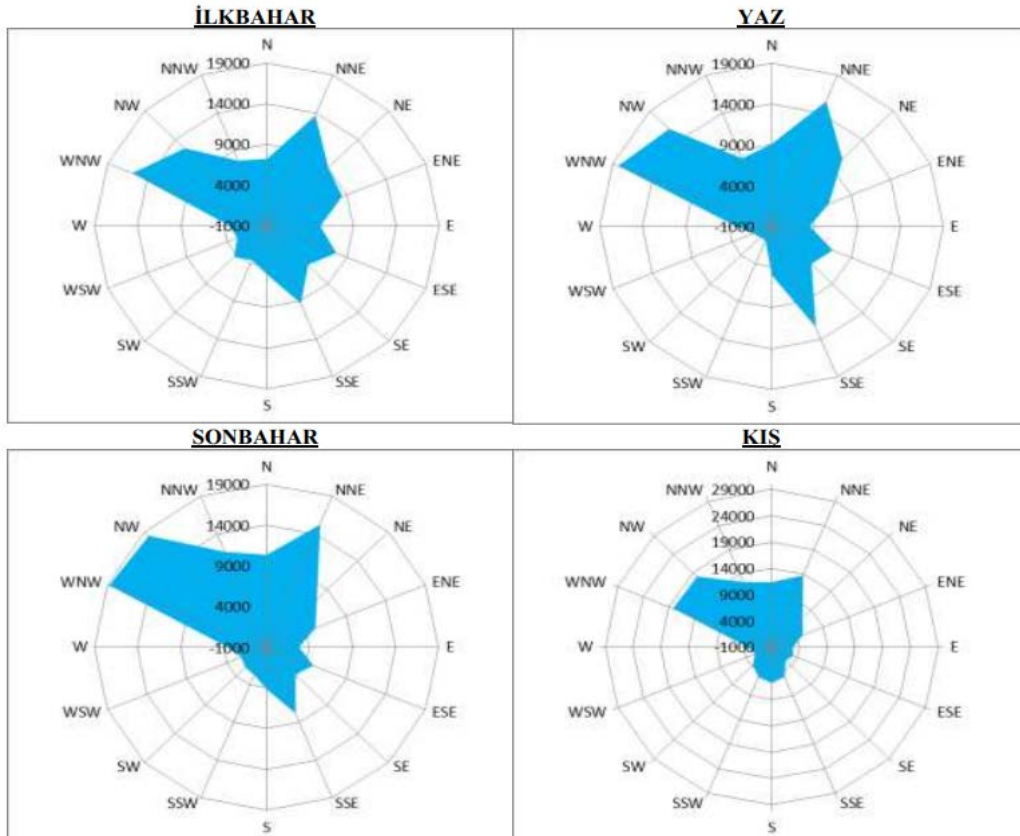 İLKBAHAR
N
19000
NNW
NNE
14000
NW
NE
9000
WNW
ENE
4000
W
-1000
E
WSW
ESE
SW
SE
SSW
SSE
S
YAZ
N
19000
NNW
NNE
14000
NW
NE
9000
WNW
ENE
4000
W
-1000
E
WSW
ESE
SW
SE
SSW
SSE
S
SONBAHAR
N
19000
NNW
NNE
14000
NW
NE
9000
WNW
ENE
4000
W
-1000
E
WSW
ESE
SW
SE
SSW
SSE
S
KIS
N
29000
NNW
NNE
24000
NW
NE
19000
14000
WNW
ENE
9000
4000
W
-1000
E
WSW
ESE
SW
SE
SSW
SSE
S